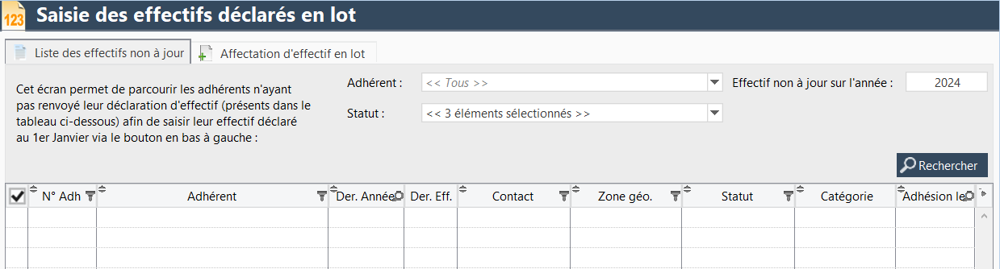 123
Saisie des effectifs déclarés en lot
Liste des effectifs non à jour
Affectation d'effectif en lot
Cet écran permet de parcourir les adhérents n'ayant
pas renvoyé leur déclaration d'effectif (présents dans le
tableau ci-dessous) afin de saisir leur effectif déclaré
au 1er Janvier via le bouton en bas à gauche :
Adhérent : << Tous >>
Effectif non à jour sur l'année : 2024
Statut : << 3 éléments sélectionnés >>
Rechercher
N° Adh Adhérent Der. Année Der. Eff. Contact Zone géo. Statut Catégorie Adhésion le